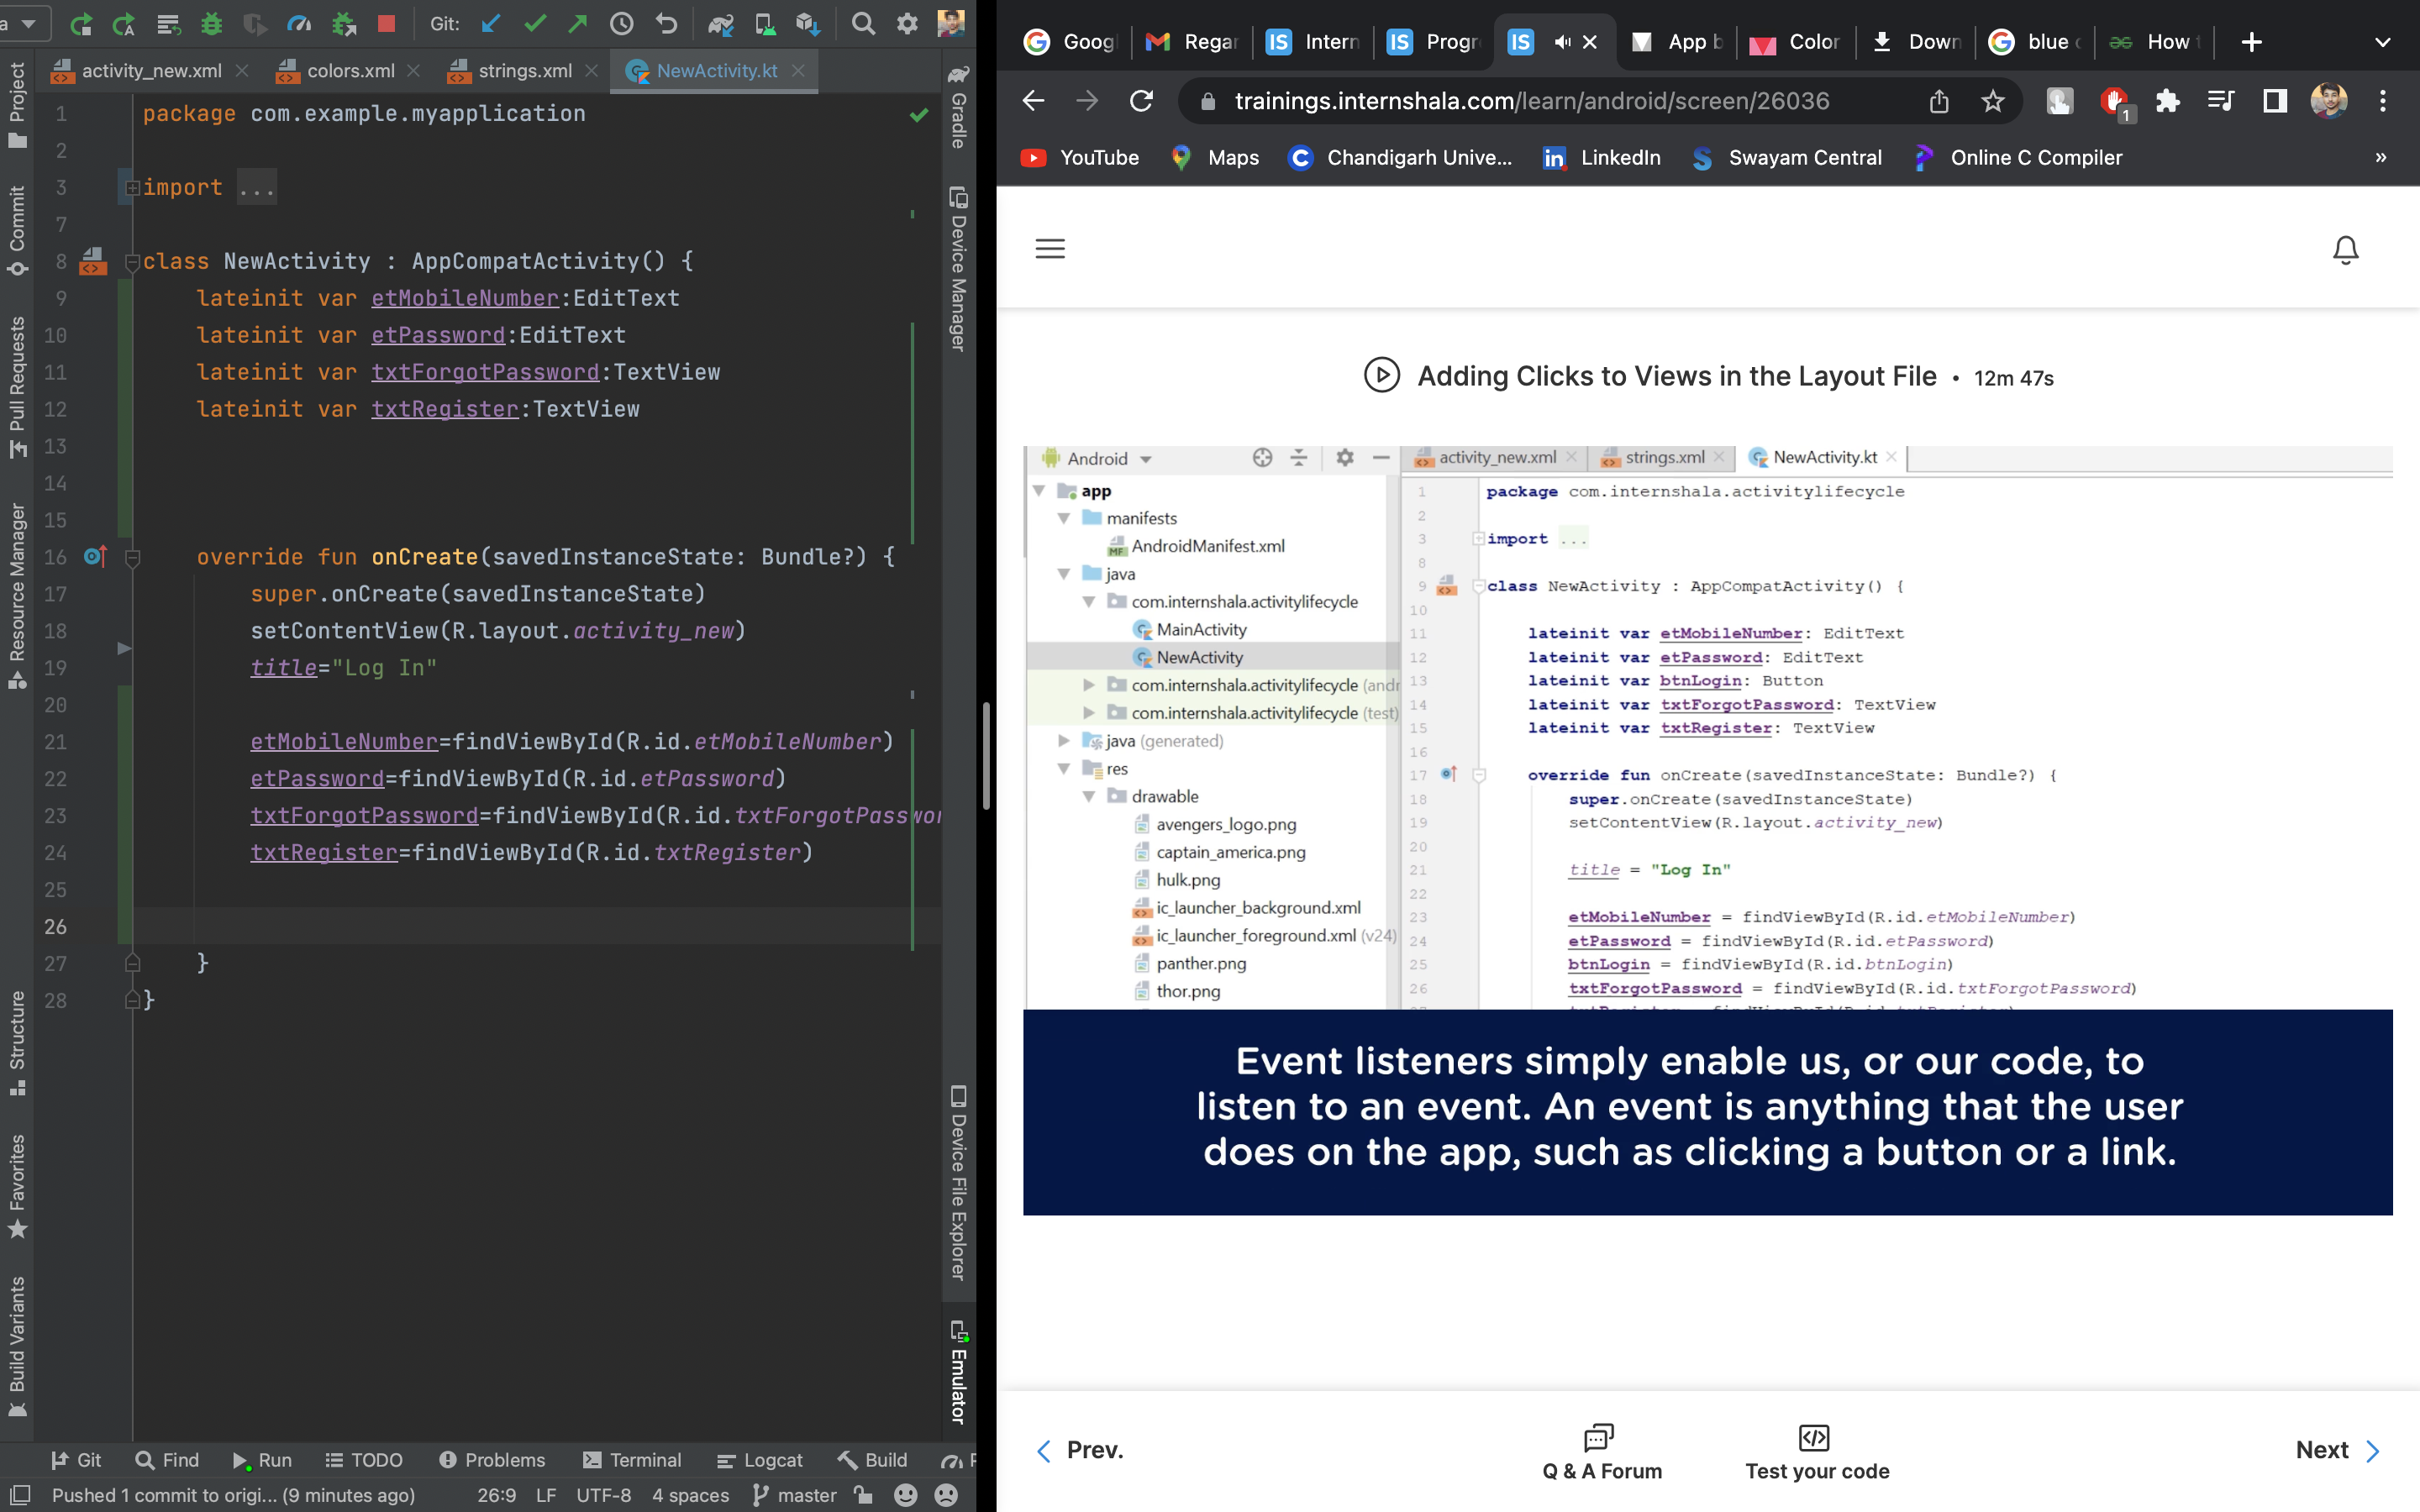 a
Git:
activity_new.xml
colors.xml
strings.xml
NewActivity.kt
Project
Commit
Pull Requests
Resource Manager
Structure
Favorites
Build Variants
1 package com.example.myapplication
2
3 import ...
7
8 class NewActivity : AppCompatActivity() {
9 lateinit var etMobileNumber:EditText
10 lateinit var etPassword:EditText
11 lateinit var txtForgotPassword:TextView
12 lateinit var txtRegister:TextView
13
14
15
16 override fun onCreate(savedInstanceState: Bundle?) {
17 super.onCreate(savedInstanceState)
18 setContentView(R.layout.activity_new)
19 title="Log In"
20
21 etMobileNumber=findViewById(R.id.etMobileNumber)
22 etPassword=findViewById(R.id.etPassword)
23 txtForgotPassword=findViewById(R.id.txtForgotPasswor
24 txtRegister=findViewById(R.id.txtRegister)
25
26
27 }
28 }
Gradle
Device Manager
Device File Explorer
Emulator
Git
Find
Run
TODO
Problems
Terminal
Logcat
Build
Pushed 1 commit to origi... (9 minutes ago)
26:9 LF UTF-8 4 spaces master
Goog
Regar
IS Intern
IS Progr
IS
App b
Color
Down
blue c
How t
trainings.internshala.com/learn/android/screen/26036
1
YouTube
Maps
Chandigarh Unive...
LinkedIn
Swayam Central
Online C Compiler
»
Adding Clicks to Views in the Layout File • 12m 47s
Android
app
manifests
AndroidManifest.xml
java
com.internshala.activitylifecycle
MainActivity
NewActivity
com.internshala.activitylifecycle (andr
com.internshala.activitylifecycle (test)
java (generated)
res
drawable
avengers_logo.png
captain_america.png
hulk.png
ic_launcher_background.xml
ic_launcher_foreground.xml (v24)
panther.png
thor.png
activity_new.xml
strings.xml
NewActivity.kt
1 package com.internshala.activitylifecycle
2
3 import ...
8
9 class NewActivity : AppCompatActivity() {
10
11 lateinit var etMobileNumber: EditText
12 lateinit var etPassword: EditText
13 lateinit var btnLogin: Button
14 lateinit var txtForgotPassword: TextView
15 lateinit var txtRegister: TextView
16
17 override fun onCreate(savedInstanceState: Bundle?) {
18 super.onCreate(savedInstanceState)
19 setContentView(R.layout.activity_new)
20
21 title = "Log In"
22
23 etMobileNumber = findViewById(R.id.etMobileNumber)
24 etPassword = findViewById(R.id.etPassword)
25 btnLogin = findViewById(R.id.btnLogin)
26 txtForgotPassword = findViewById(R.id.txtForgotPassword)
Event listeners simply enable us, or our code, to
listen to an event. An event is anything that the user
does on the app, such as clicking a button or a link.
Prev.
Q & A Forum
Test your code
Next